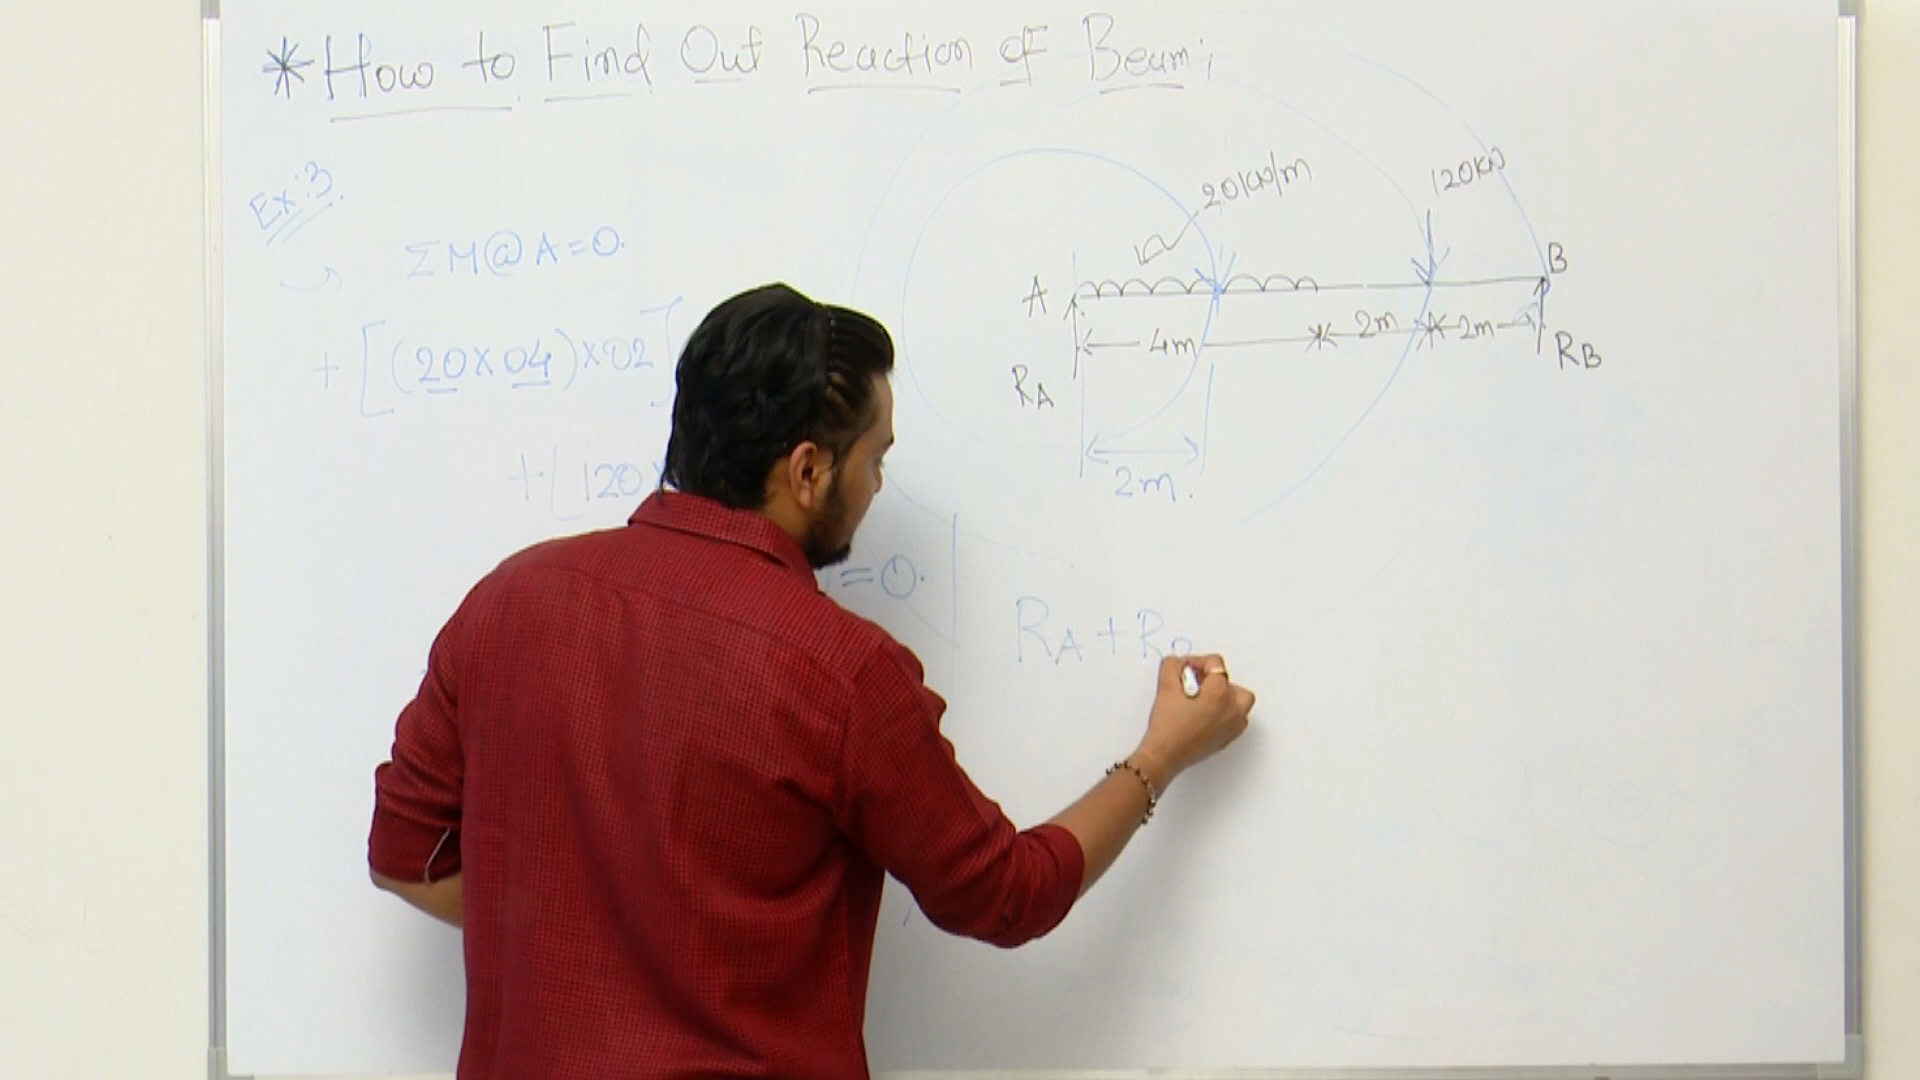 *How to Find Out Reaction of Beam:
Ex:3.
ΣM@A=0.
+[(20×04)×02]
+[120
=0.
20KN/m
120KN
A
B
4m
2m
2m
RA
RB
2m.
RA+RB